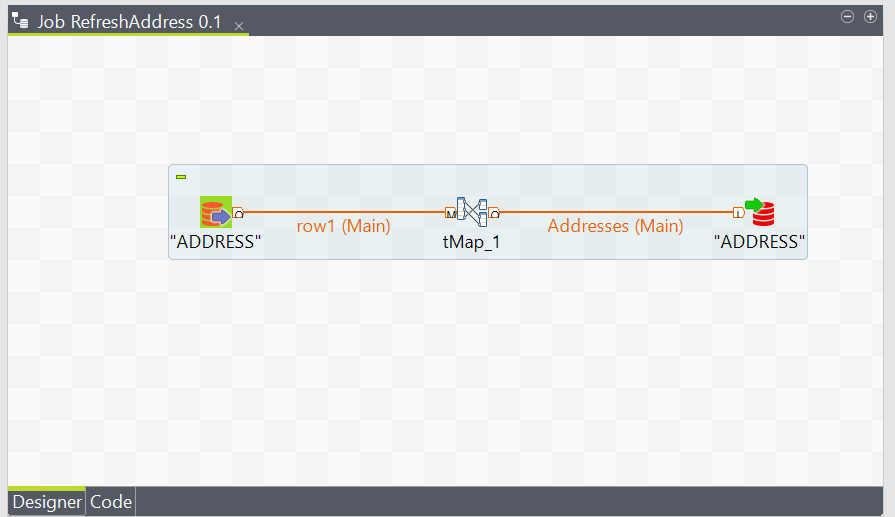 Job RefreshAddress 0.1
O row1 (Main) M O Addresses (Main) I
"ADDRESS" tMap_1 "ADDRESS"
Designer Code